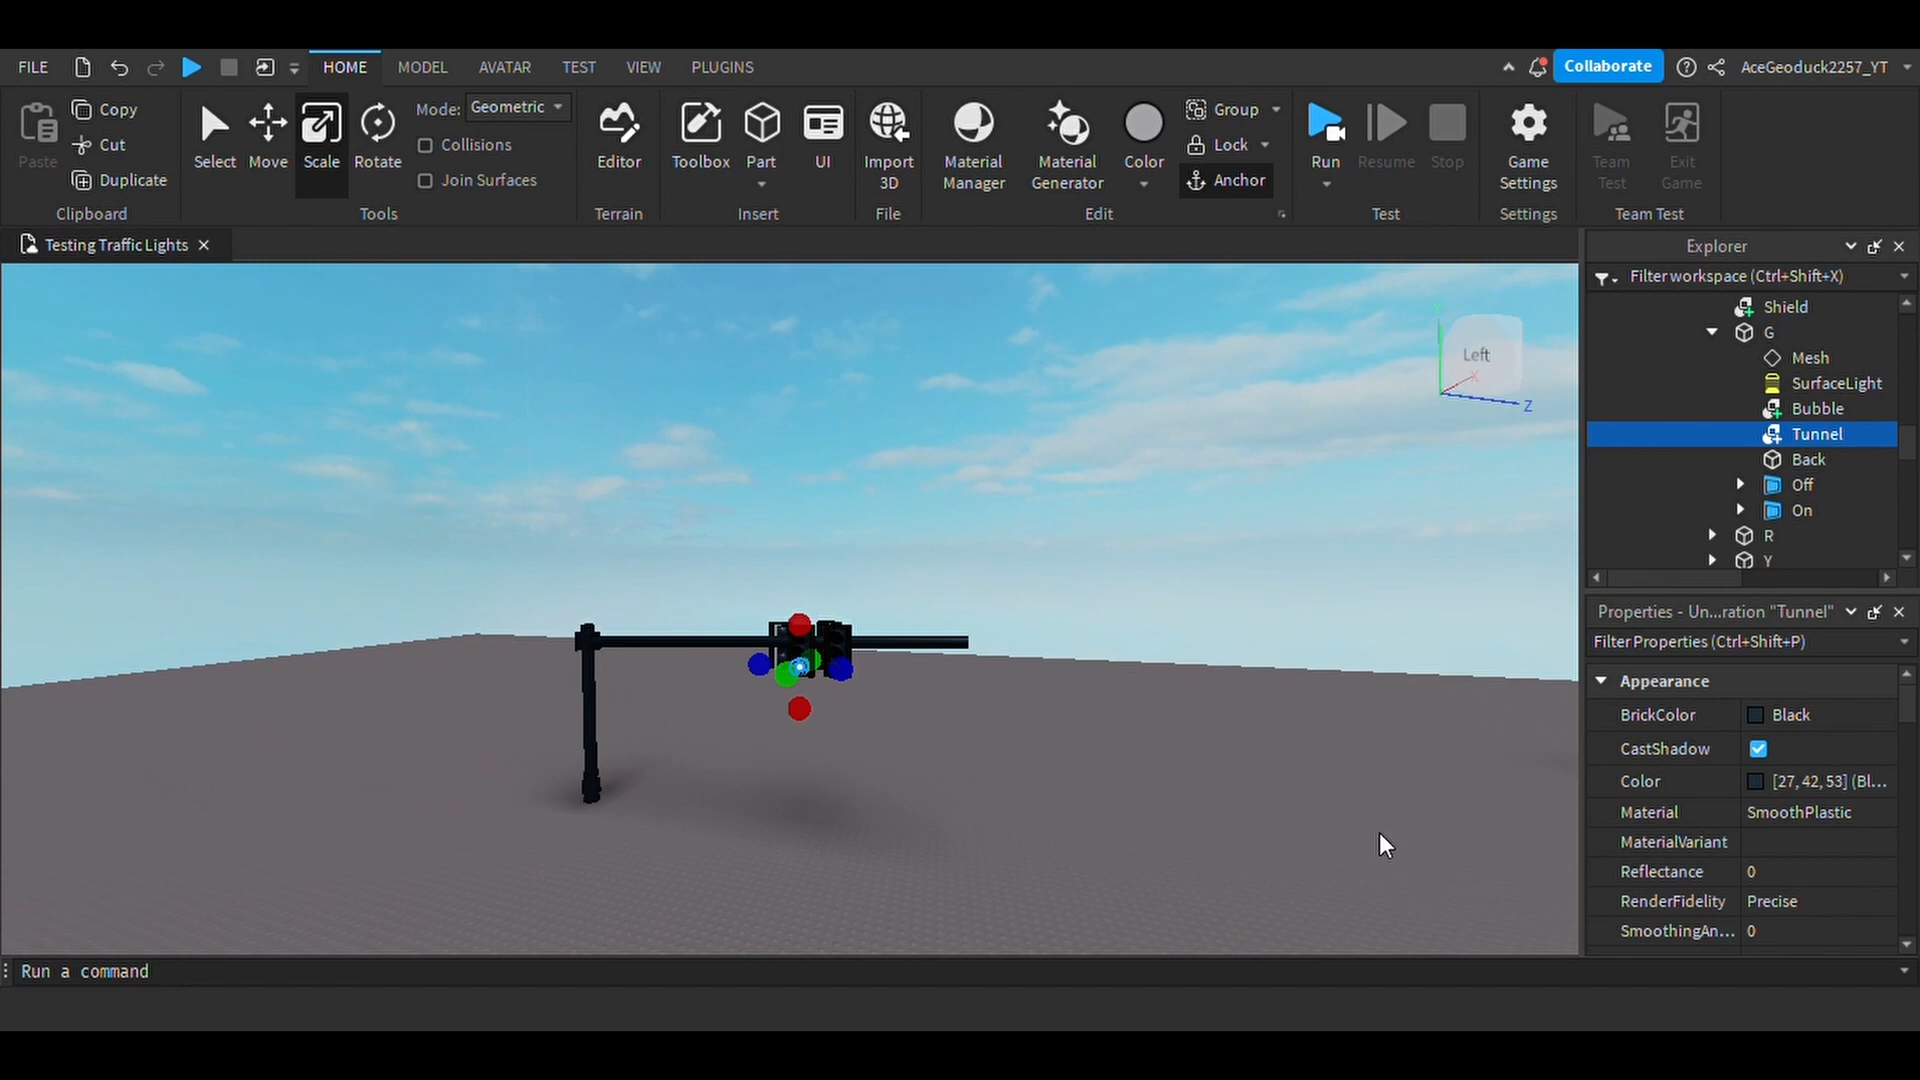 FILE HOME MODEL AVATAR TEST VIEW PLUGINS Collaborate AceGeoduck2257_YT
Paste Copy Cut Duplicate
Clipboard
Select Move Scale Rotate
Mode: Geometric
Collisions
Join Surfaces
Tools
Editor
Terrain
Toolbox Part UI
Insert
Import
3D
File
Material
Manager
Material
Generator
Color
Group
Lock
Anchor
Edit
Run Resume Stop
Test
Game
Settings
Settings
Team
Test
Exit
Game
Team Test
Testing Traffic Lights
Left
X
Z
Explorer
Filter workspace (Ctrl+Shift+X)
Shield
G
Mesh
SurfaceLight
Bubble
Tunnel
Back
Off
On
R
Y
Properties - Un...ration "Tunnel"
Filter Properties (Ctrl+Shift+P)
Appearance
BrickColor Black
CastShadow
Color [27, 42, 53] (Bl...
Material SmoothPlastic
MaterialVariant
Reflectance 0
RenderFidelity Precise
SmoothingAn... 0
Run a command